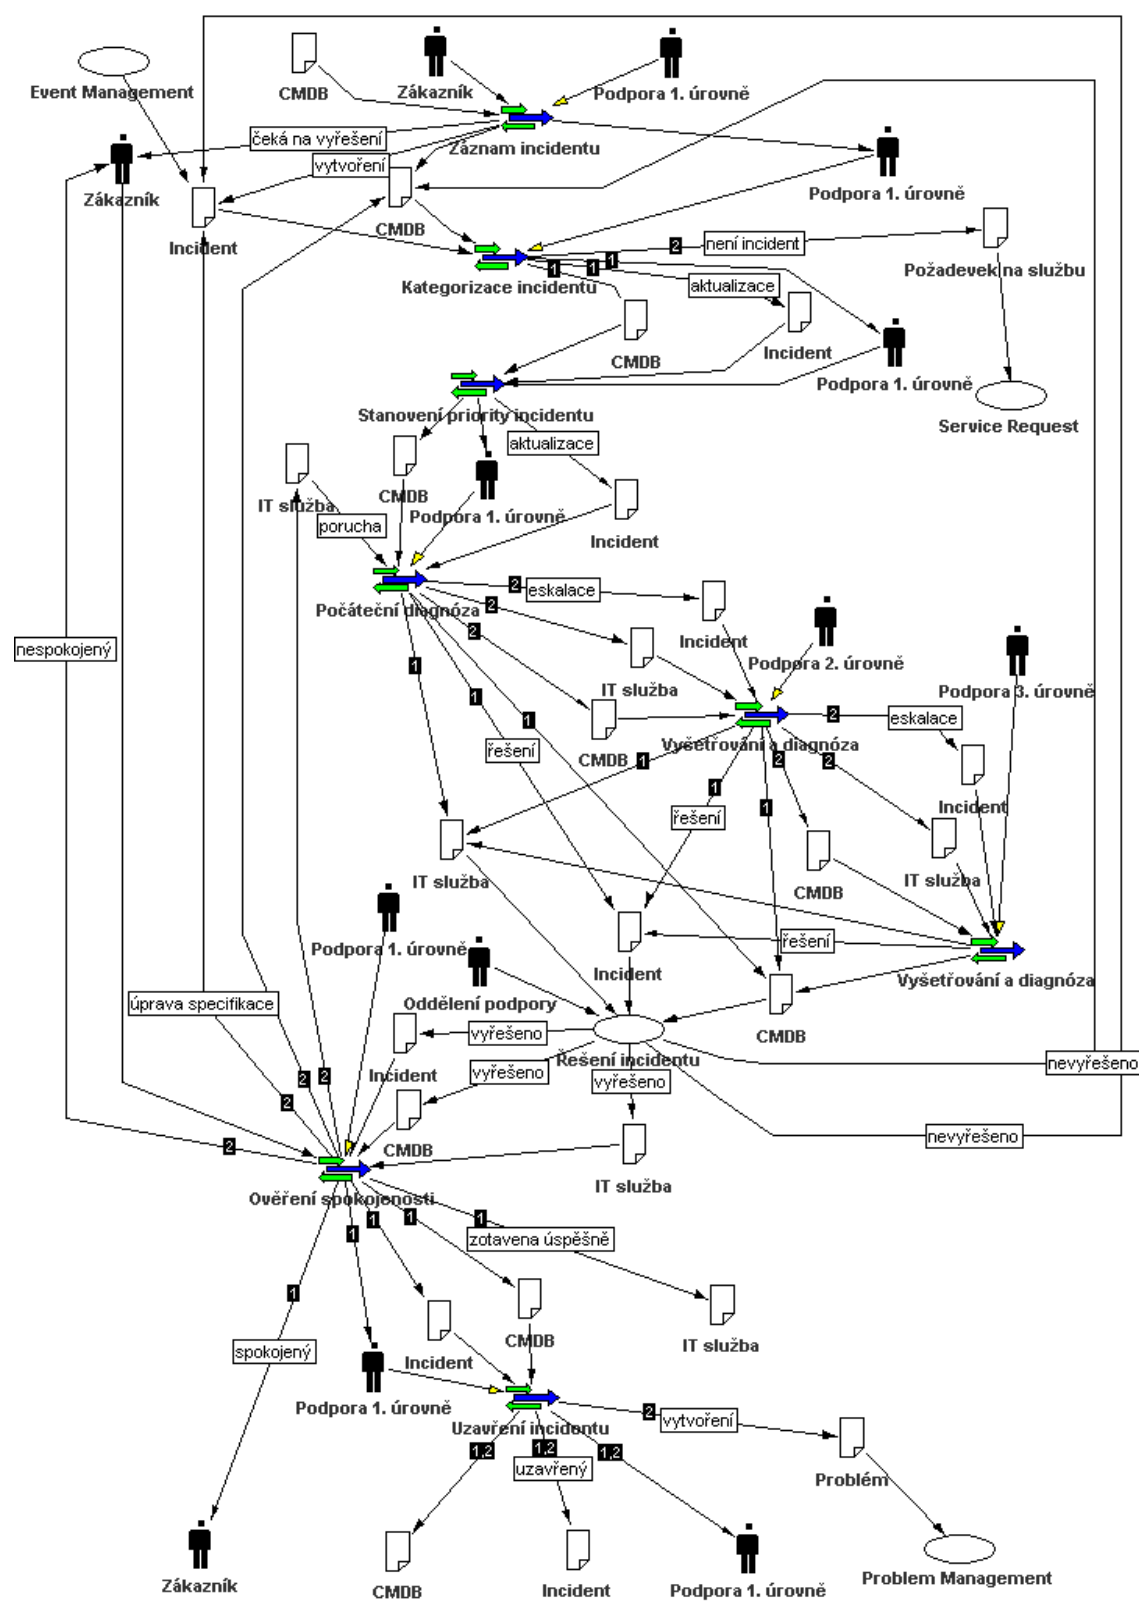 Event Management
CMDB
Zákazník
Podpora 1. úrovně
čeká na vyřešení
Záznam incidentu
vytvoření
Zákazník
Podpora 1. úrovně
Incident
CMDB
2
není incident
Požadevek na službu
1
1
1
Kategorizace incidentu
aktualizace
CMDB
Incident
Podpora 1. úrovně
Stanovení priority incidentu
Service Request
aktualizace
IT služba
CMDB
Podpora 1. úrovně
porucha
Incident
Počáteční diagnóza
2
eskalace
2
2
Incident
nespokojený
Podpora 2. úrovně
1
IT služba
Podpora 3. úrovně
1
1
2
eskalace
řešení
Vyšetřování a diagnóza
CMDB
1
2
2
1
1
Incident
řešení
IT služba
CMDB
IT služba
Podpora 1. úrovně
řešení
Incident
Vyšetřování a diagnóza
Oddělení podpory
úprava specifikace
CMDB
vyřešeno
Řešení incidentu
nevyřešeno
Incident
vyřešeno
vyřešeno
2
2
2
CMDB
nevyřešeno
2
IT služba
Ověření spokojenosti
1
1
1
1
zotavena úspěšně
1
spokojený
Incident
CMDB
IT služba
Podpora 1. úrovně
Uzavření incidentu
2
vytvoření
1,2
1,2
1,2
uzavřený
Problém
Zákazník
CMDB
Incident
Podpora 1. úrovně
Problem Management